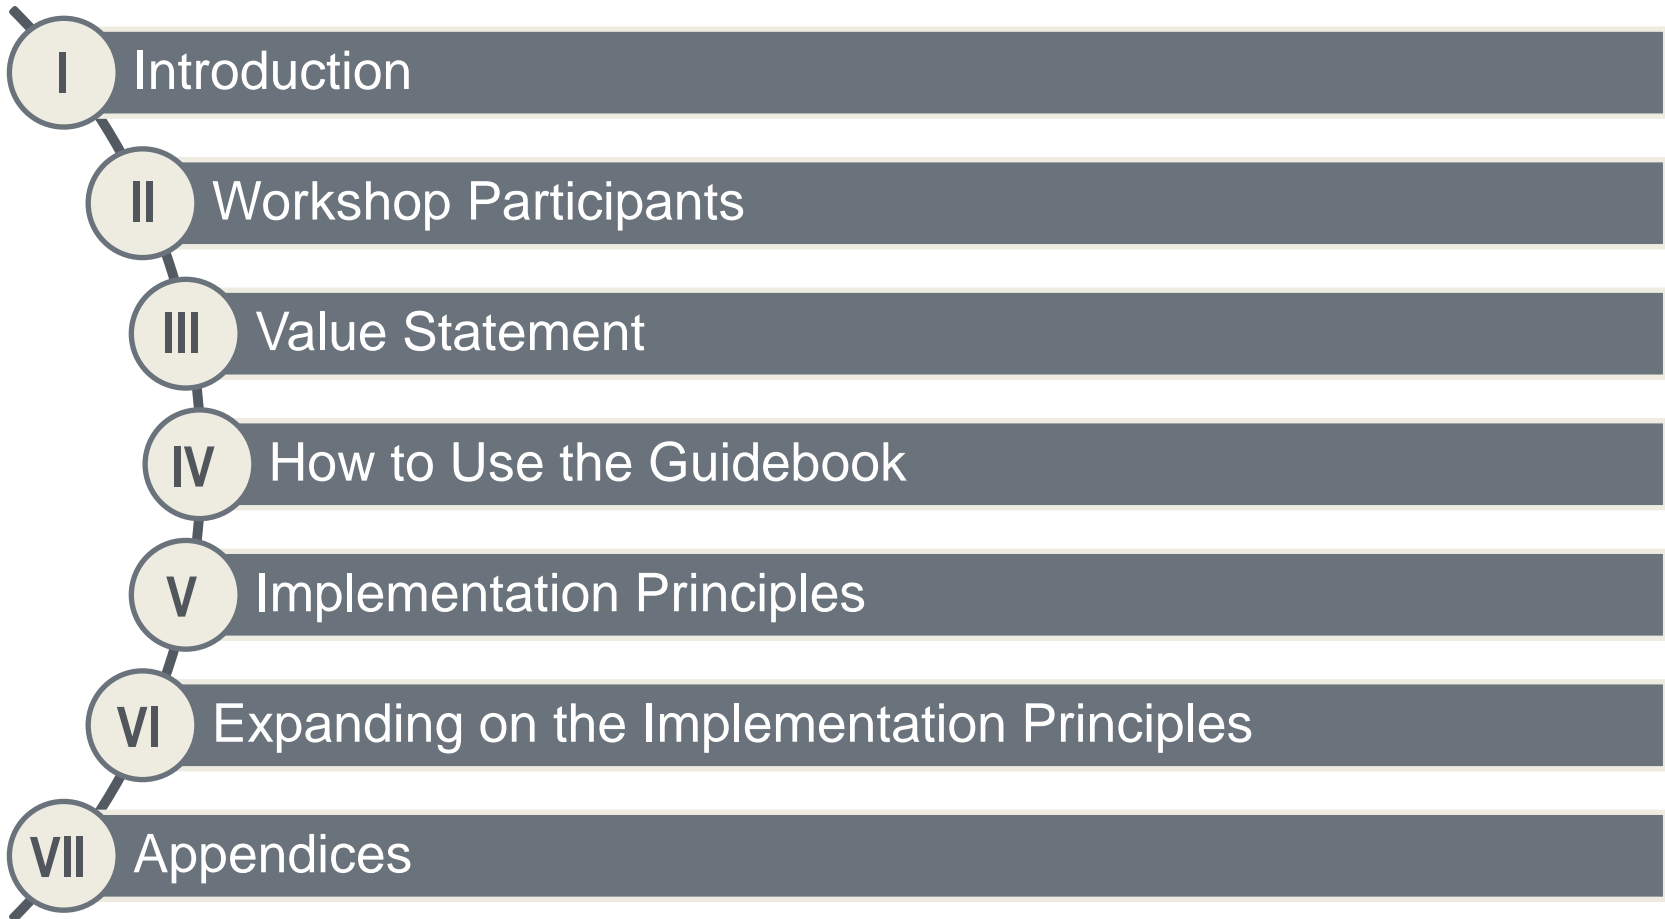 I Introduction
II Workshop Participants
III Value Statement
IV How to Use the Guidebook
V Implementation Principles
VI Expanding on the Implementation Principles
VII Appendices